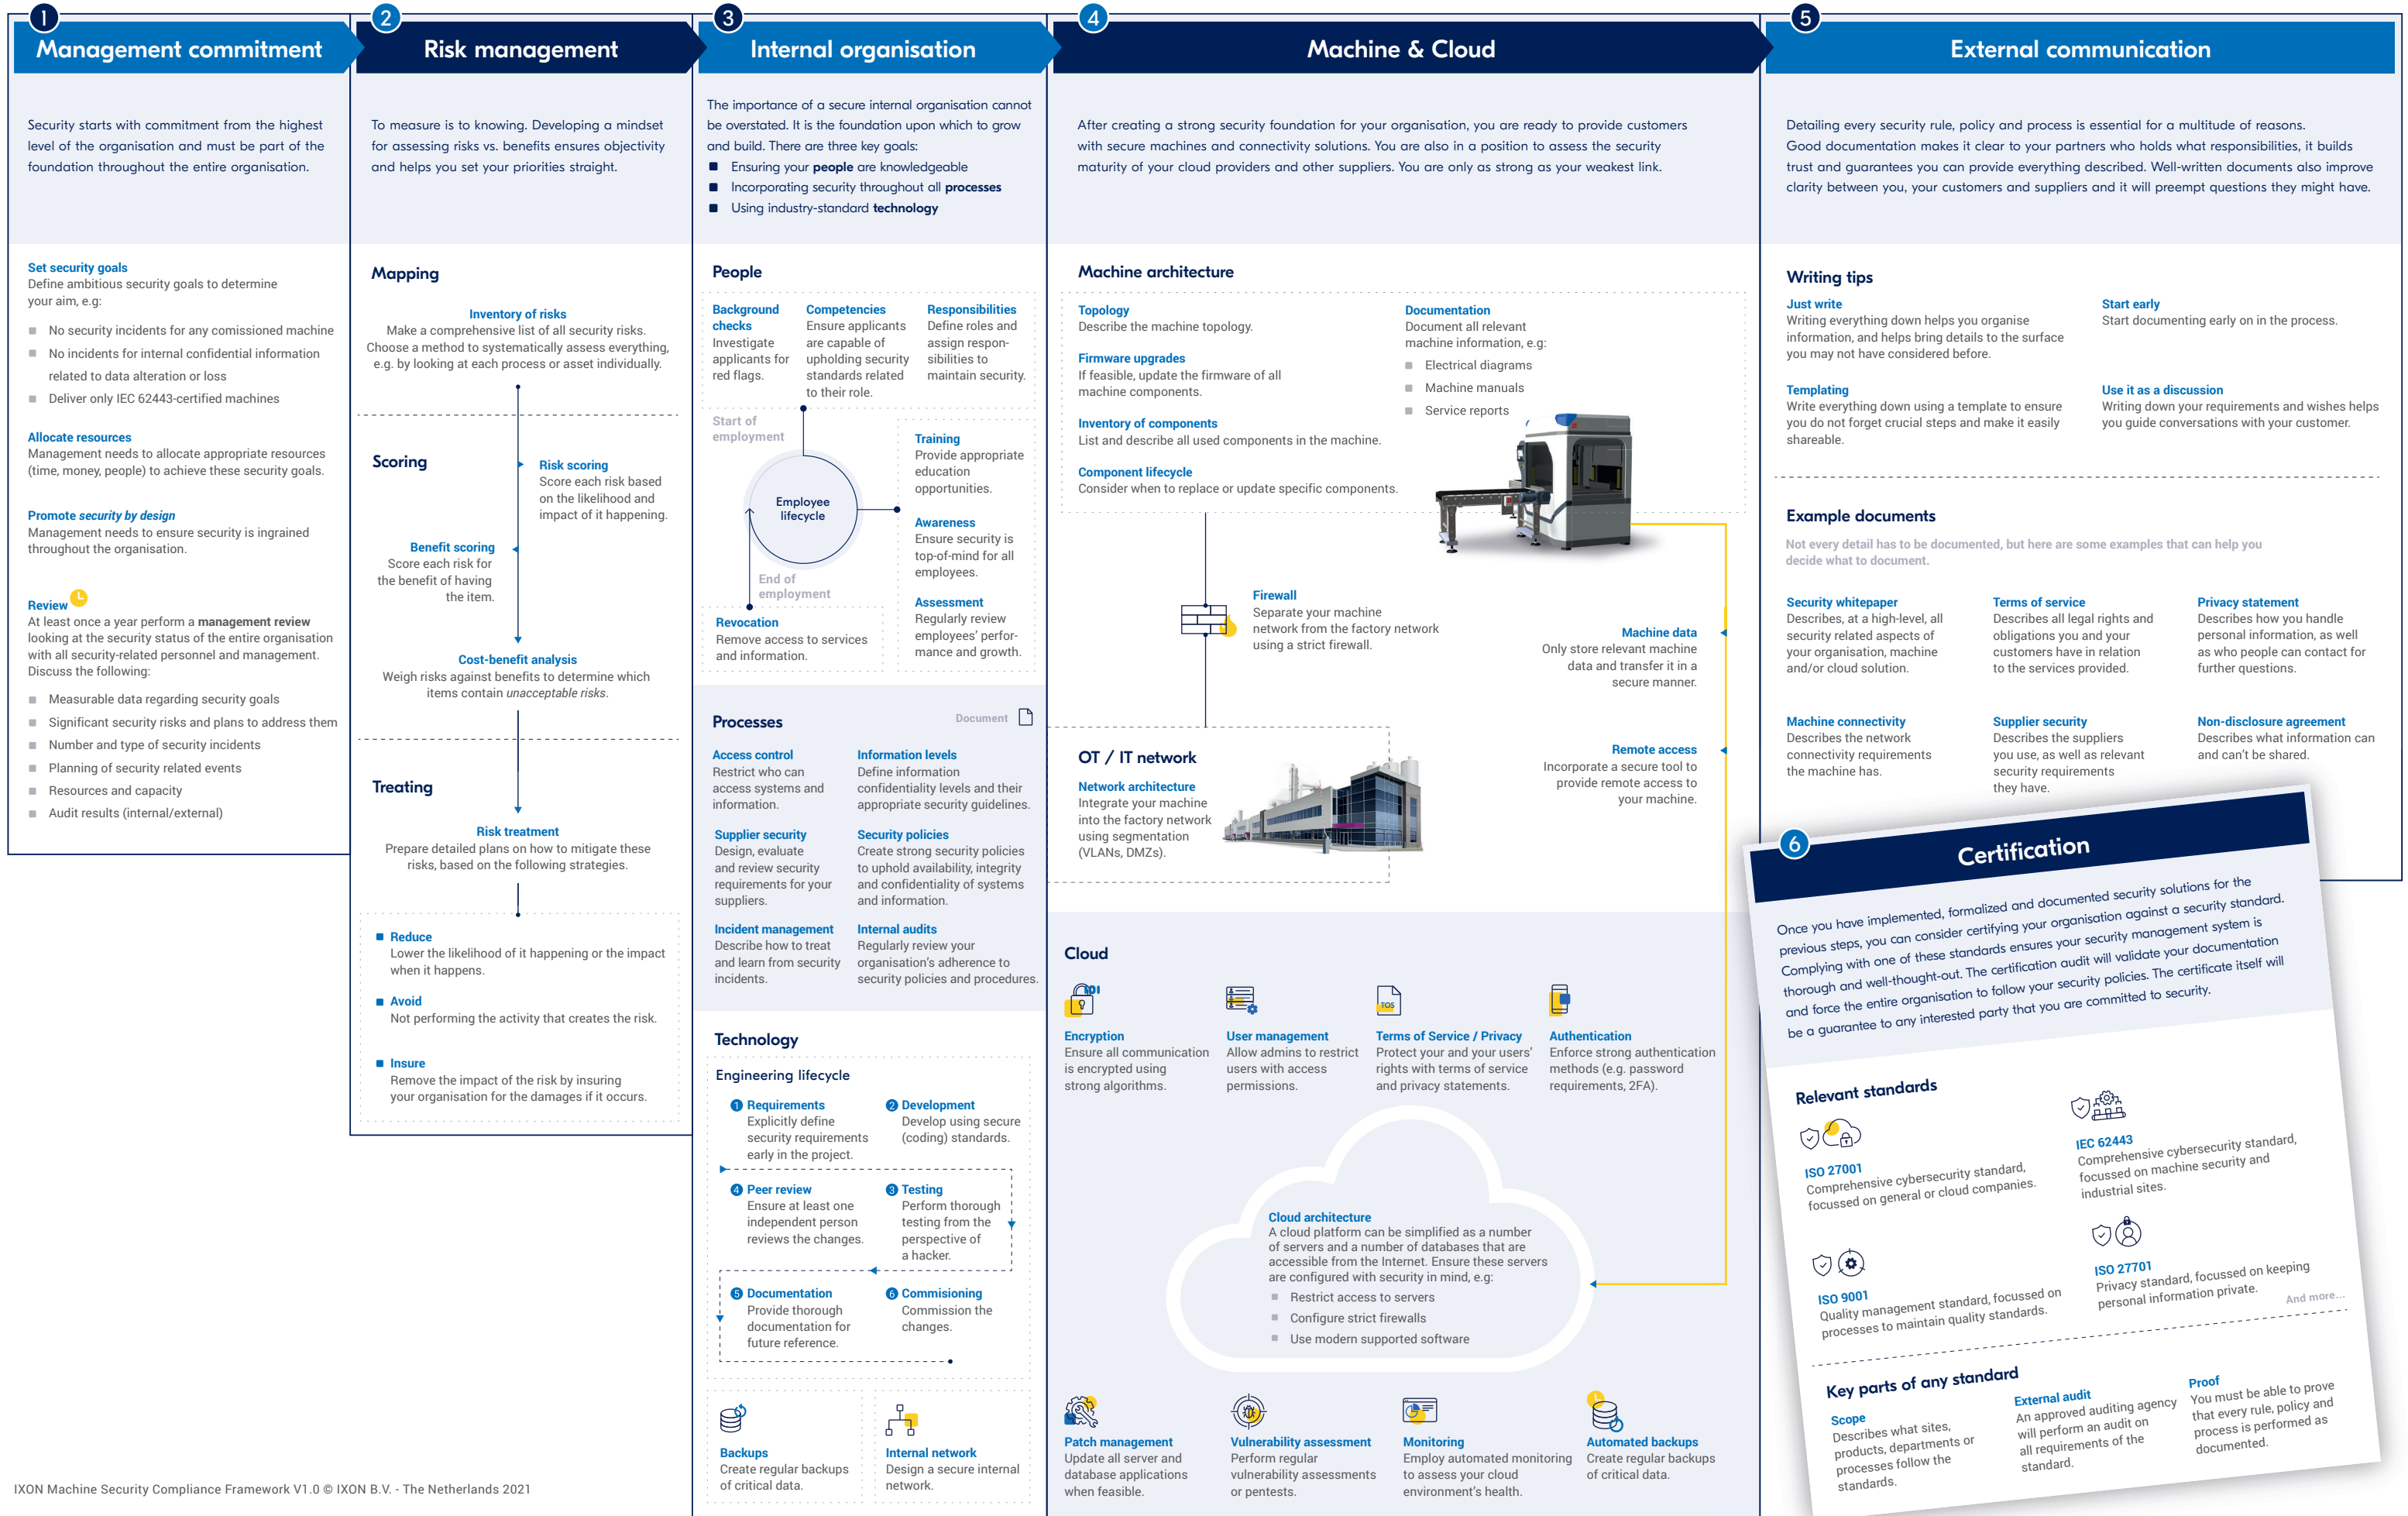 1
Management commitment
Security starts with commitment from the highest
level of the organisation and must be part of the
foundation throughout the entire organisation.
Set security goals
Define ambitious security goals to determine
your aim, e.g:
No security incidents for any comissioned machine
No incidents for internal confidential information
related to data alteration or loss
Deliver only IEC 62443-certified machines
Allocate resources
Management needs to allocate appropriate resources
(time, money, people) to achieve these security goals.
Promote security by design
Management needs to ensure security is ingrained
throughout the organisation.
Review
At least once a year perform a management review
looking at the security status of the entire organisation
with all security-related personnel and management.
Discuss the following:
Measurable data regarding security goals
Significant security risks and plans to address them
Number and type of security incidents
Planning of security related events
Resources and capacity
Audit results (internal/external)
2
Risk management
To measure is to knowing. Developing a mindset
for assessing risks vs. benefits ensures objectivity
and helps you set your priorities straight.
Mapping
Inventory of risks
Make a comprehensive list of all security risks.
Choose a method to systematically assess everything,
e.g. by looking at each process or asset individually.
Scoring
Risk scoring
Score each risk based
on the likelihood and
impact of it happening.
Benefit scoring
Score each risk for
the benefit of having
the item.
Cost-benefit analysis
Weigh risks against benefits to determine which
items contain unacceptable risks.
Treating
Risk treatment
Prepare detailed plans on how to mitigate these
risks, based on the following strategies.
Reduce
Lower the likelihood of it happening or the impact
when it happens.
Avoid
Not performing the activity that creates the risk.
Insure
Remove the impact of the risk by insuring
your organisation for the damages if it occurs.
3
Internal organisation
The importance of a secure internal organisation cannot
be overstated. It is the foundation upon which to grow
and build. There are three key goals:
Ensuring your people are knowledgeable
Incorporating security throughout all processes
Using industry-standard technology
People
Background
checks
Investigate
applicants for
red flags.
Competencies
Ensure applicants
are capable of
upholding security
standards related
to their role.
Responsibilities
Define roles and
assign respon-
sibilities to
maintain security.
Start of
employment
Employee
lifecycle
Training
Provide appropriate
education
opportunities.
Awareness
Ensure security is
top-of-mind for all
employees.
Assessment
Regularly review
employees' perfor-
mance and growth.
End of
employment
Revocation
Remove access to services
and information.
Processes
Document
Access control
Restrict who can
access systems and
information.
Information levels
Define information
confidentiality levels and their
appropriate security guidelines.
Supplier security
Design, evaluate
and review security
requirements for your
suppliers.
Security policies
Create strong security policies
to uphold availability, integrity
and confidentiality of systems
and information.
Incident management
Describe how to treat
and learn from security
incidents.
Internal audits
Regularly review your
organisation's adherence to
security policies and procedures.
Technology
Engineering lifecycle
1 Requirements
Explicitly define
security requirements
early in the project.
2 Development
Develop using secure
(coding) standards.
4 Peer review
Ensure at least one
independent person
reviews the changes.
3 Testing
Perform thorough
testing from the
perspective of
a hacker.
5 Documentation
Provide thorough
documentation for
future reference.
6 Commisioning
Commission the
changes.
Backups
Create regular backups
of critical data.
Internal network
Design a secure internal
network.
4
Machine & Cloud
After creating a strong security foundation for your organisation, you are ready to provide customers
with secure machines and connectivity solutions. You are also in a position to assess the security
maturity of your cloud providers and other suppliers. You are only as strong as your weakest link.
Machine architecture
Topology
Describe the machine topology.
Firmware upgrades
If feasible, update the firmware of all
machine components.
Inventory of components
List and describe all used components in the machine.
Component lifecycle
Consider when to replace or update specific components.
Documentation
Document all relevant
machine information, e.g:
Electrical diagrams
Machine manuals
Service reports
Firewall
Separate your machine
network from the factory network
using a strict firewall.
Machine data
Only store relevant machine
data and transfer it in a
secure manner.
Remote access
Incorporate a secure tool to
provide remote access to
your machine.
OT / IT network
Network architecture
Integrate your machine
into the factory network
using segmentation
(VLANs, DMZs).
Cloud
Encryption
Ensure all communication
is encrypted using
strong algorithms.
User management
Allow admins to restrict
users with access
permissions.
TOS
Terms of Service / Privacy
Protect your and your users'
rights with terms of service
and privacy statements.
Authentication
Enforce strong authentication
methods (e.g. password
requirements, 2FA).
Cloud architecture
A cloud platform can be simplified as a number
of servers and a number of databases that are
accessible from the Internet. Ensure these servers
are configured with security in mind, e.g:
Restrict access to servers
Configure strict firewalls
Use modern supported software
Patch management
Update all server and
database applications
when feasible.
Vulnerability assessment
Perform regular
vulnerability assessments
or pentests.
Monitoring
Employ automated monitoring
to assess your cloud
environment's health.
Automated backups
Create regular backups
of critical data.
5
External communication
Detailing every security rule, policy and process is essential for a multitude of reasons.
Good documentation makes it clear to your partners who holds what responsibilities, it builds
trust and guarantees you can provide everything described. Well-written documents also improve
clarity between you, your customers and suppliers and it will preempt questions they might have.
Writing tips
Just write
Writing everything down helps you organise
information, and helps bring details to the surface
you may not have considered before.
Start early
Start documenting early on in the process.
Templating
Write everything down using a template to ensure
you do not forget crucial steps and make it easily
shareable.
Use it as a discussion
Writing down your requirements and wishes helps
you guide conversations with your customer.
Example documents
Not every detail has to be documented, but here are some examples that can help you
decide what to document.
Security whitepaper
Describes, at a high-level, all
security related aspects of
your organisation, machine
and/or cloud solution.
Terms of service
Describes all legal rights and
obligations you and your
customers have in relation
to the services provided.
Privacy statement
Describes how you handle
personal information, as well
as who people can contact for
further questions.
Machine connectivity
Describes the network
connectivity requirements
the machine has.
Supplier security
Describes the suppliers
you use, as well as relevant
security requirements
they have.
Non-disclosure agreement
Describes what information can
and can't be shared.
6
Certification
Once you have implemented, formalized and documented security solutions for the
previous steps, you can consider certifying your organisation against a security standard.
Complying with one of these standards ensures your security management system is
thorough and well-thought-out. The certification audit will validate your documentation
and force the entire organisation to follow your security policies. The certificate itself will
be a guarantee to any interested party that you are committed to security.
Relevant standards
ISO 27001
Comprehensive cybersecurity standard,
focussed on general or cloud companies.
IEC 62443
Comprehensive cybersecurity standard,
focussed on machine security and
industrial sites.
ISO 9001
Quality management standard, focussed on
processes to maintain quality standards.
ISO 27701
Privacy standard, focussed on keeping
personal information private.
And more...
Key parts of any standard
Scope
Describes what sites,
products, departments or
processes follow the
standards.
External audit
An approved auditing agency
will perform an audit on
all requirements of the
standard.
Proof
You must be able to prove
that every rule, policy and
process is performed as
documented.
IXON Machine Security Compliance Framework V1.0 © IXON B.V. - The Netherlands 2021